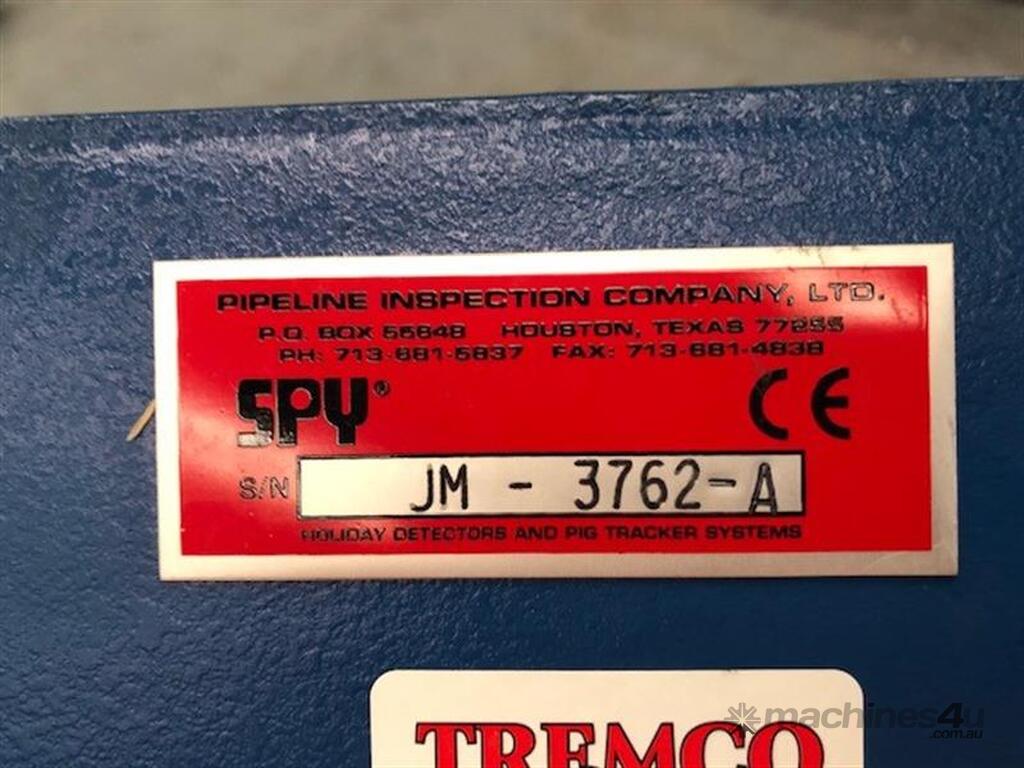 PIPELINE INSPECTION COMPANY, LTD.
P.O. BOX 55848 HOUSTON, TEXAS 77255
PH: 713-681-5837 FAX: 713-681-4838
SPY® CE
S/N JM - 3762-A
HOLIDAY DETECTORS AND PIG TRACKER SYSTEMS
TREMCO
machines4u
.com.au